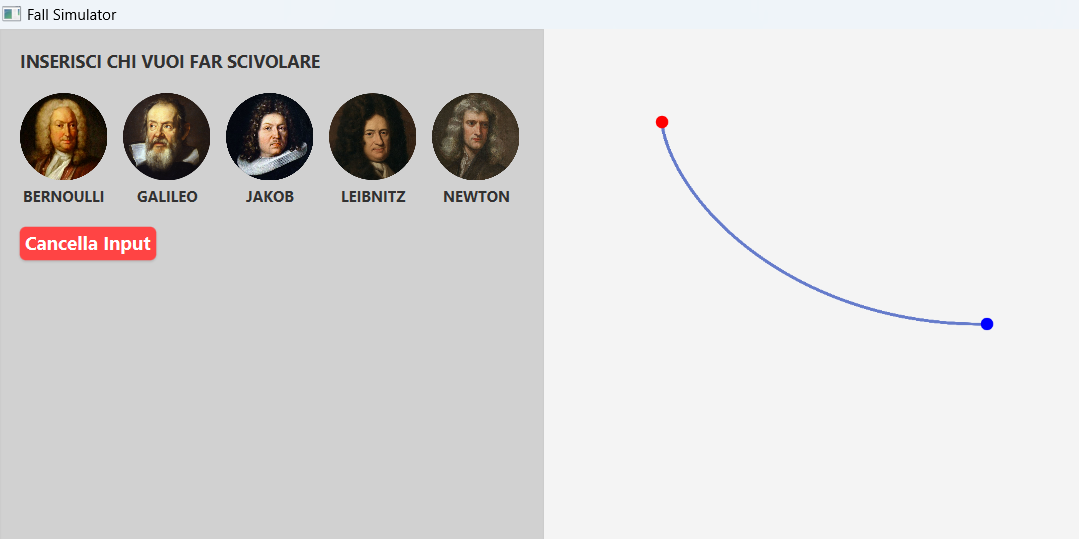 Fall Simulator
INSERISCI CHI VUOI FAR SCIVOLARE
BERNOULLI GALILEO JAKOB LEIBNITZ NEWTON
Cancella Input